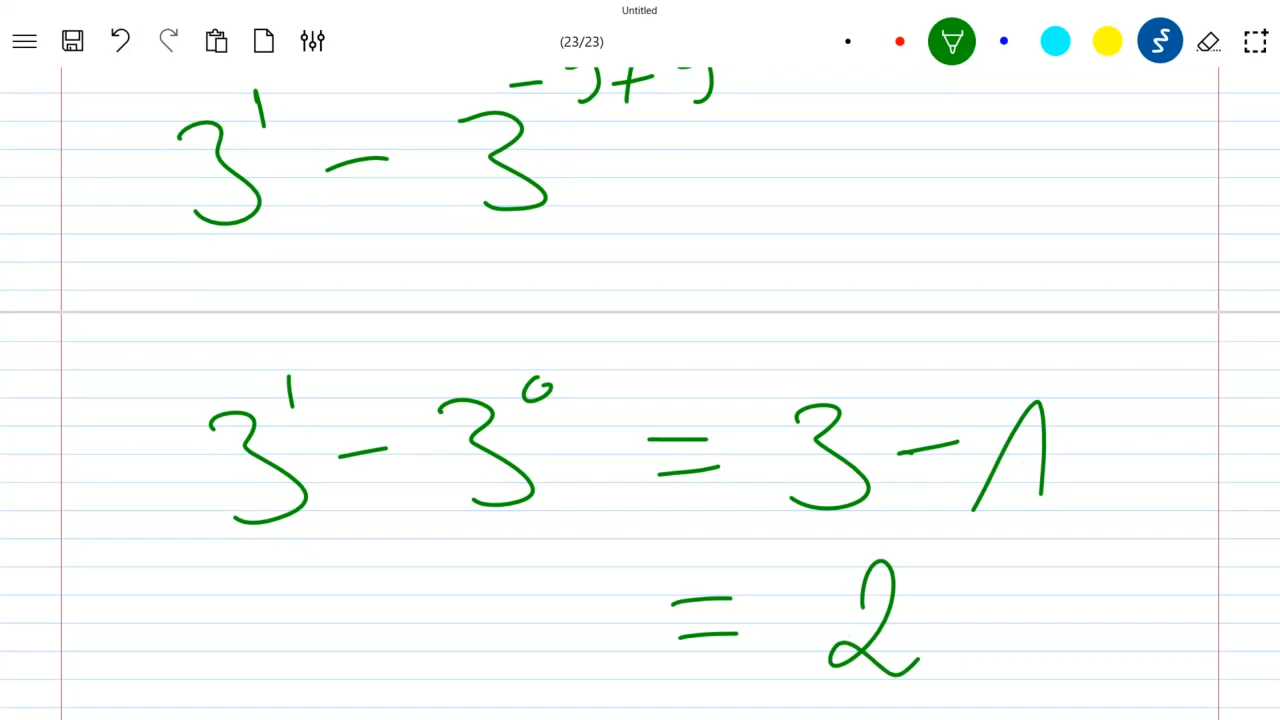 Untitled
(23/23)
3¹ - 3
3¹ - 3⁰ = 3 - 1
= 2